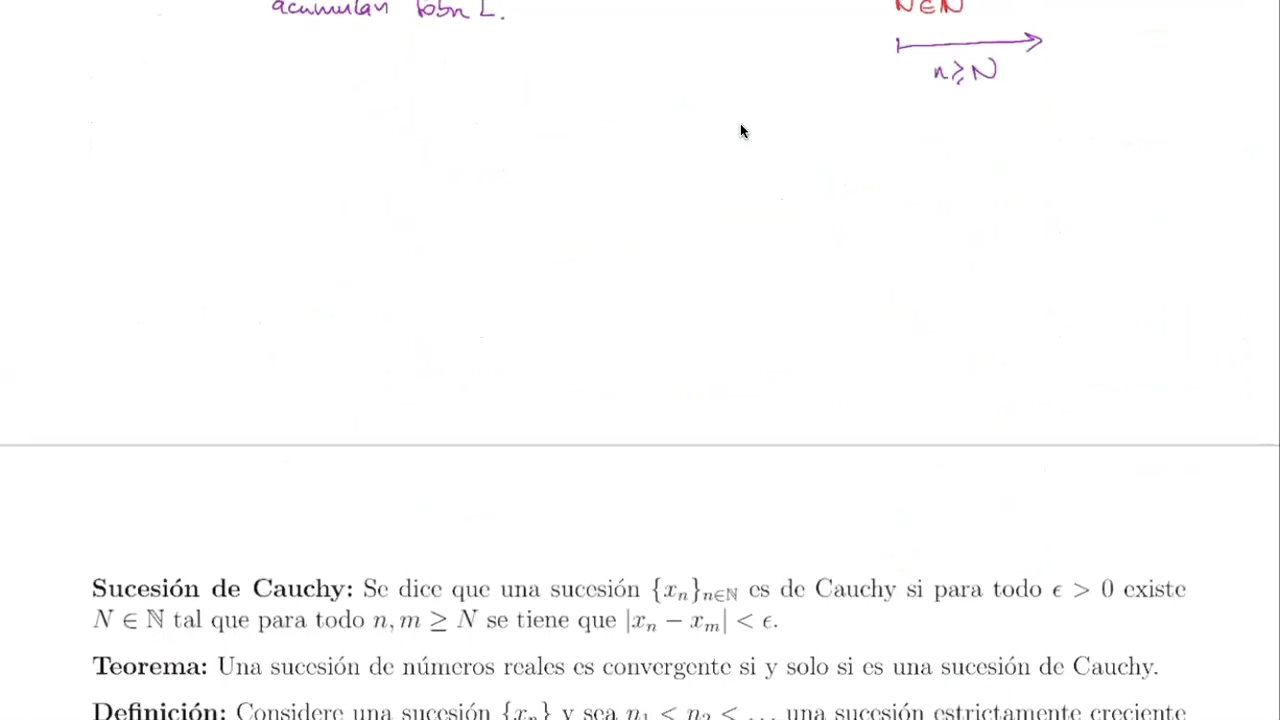 acumulan sobre L.
N ∈ ℕ
n ≥ N
Sucesión de Cauchy: Se dice que una sucesión {xₙ}ₙ∈ℕ es de Cauchy si para todo ϵ > 0 existe
N ∈ ℕ tal que para todo n, m ≥ N se tiene que |xₙ − xₘ| < ϵ.
Teorema: Una sucesión de números reales es convergente si y solo si es una sucesión de Cauchy.
Definición: Considere una sucesión {xₙ} y sea n₁ < n₂ < ... una sucesión estrictamente creciente